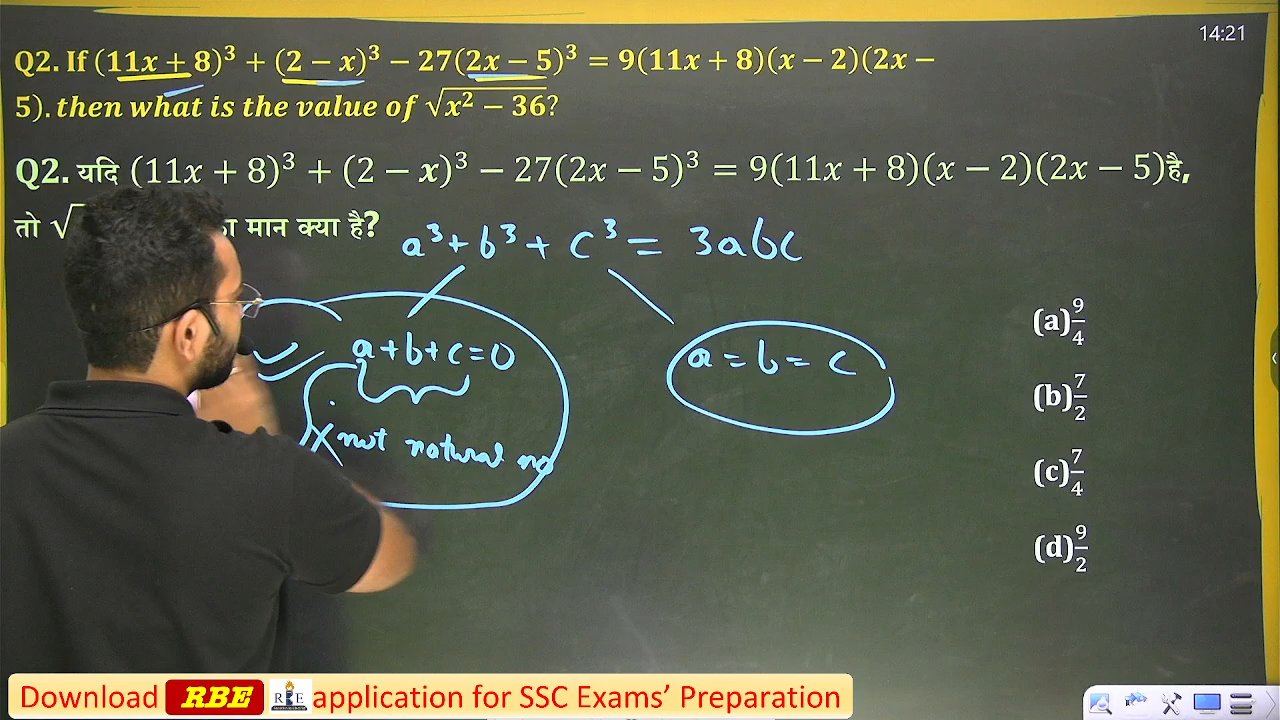 14:21
Q2. If (11x + 8)³ + (2 − x)³ − 27(2x − 5)³ = 9(11x + 8)(x − 2)(2x −
5). then what is the value of √x² − 36?
Q2. यदि (11x + 8)³ + (2 − x)³ − 27(2x − 5)³ = 9(11x + 8)(x − 2)(2x − 5)है,
तो √ का मान क्या है?
a³ + b³ + c³ = 3abc
a+b+c=0
a = b = c
not natural no
(a) 9/4
(b) 7/2
(c) 7/4
(d) 9/2
Download RBE RBE application for SSC Exams' Preparation